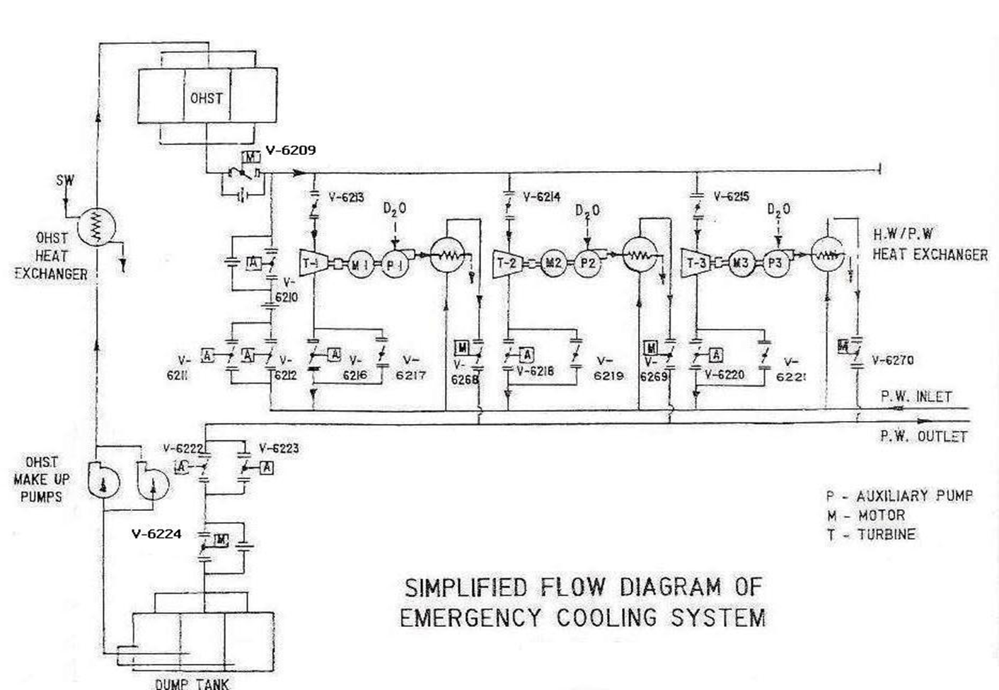 OHST
V-6209
M
SW
OHST
HEAT
EXCHANGER
V-6213
V-6214
V-6215
D2O
D2O
D2O
H.W/P.W
HEAT EXCHANGER
T-1
M1
P-1
T-2
M2
P2
T-3
M3
P3
A
V-
6210
A
A
V-
6211
V-
6212
A
V-
6216
V-
6217
M
V-
6268
A
V-6218
V-
6219
M
V-
6269
A
V-6220
V-
6221
M
V-6270
P.W. INLET
P.W. OUTLET
V-6222
V-6223
A
A
OHST
MAKE UP
PUMPS
V-6224
M
P - AUXILIARY PUMP
M - MOTOR
T - TURBINE
SIMPLIFIED FLOW DIAGRAM OF
EMERGENCY COOLING SYSTEM
DUMP TANK